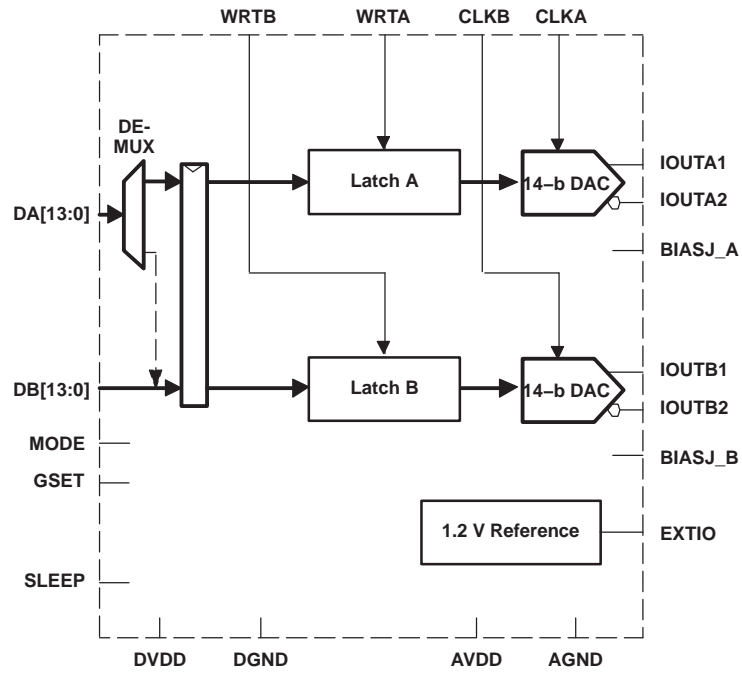 WRTB WRTA CLKB CLKA
DE-
MUX
DA[13:0]
Latch A
14–b DAC
IOUTA1
IOUTA2
BIASJ_A
DB[13:0]
Latch B
14–b DAC
IOUTB1
IOUTB2
BIASJ_B
MODE
GSET
1.2 V Reference
EXTIO
SLEEP
DVDD DGND AVDD AGND